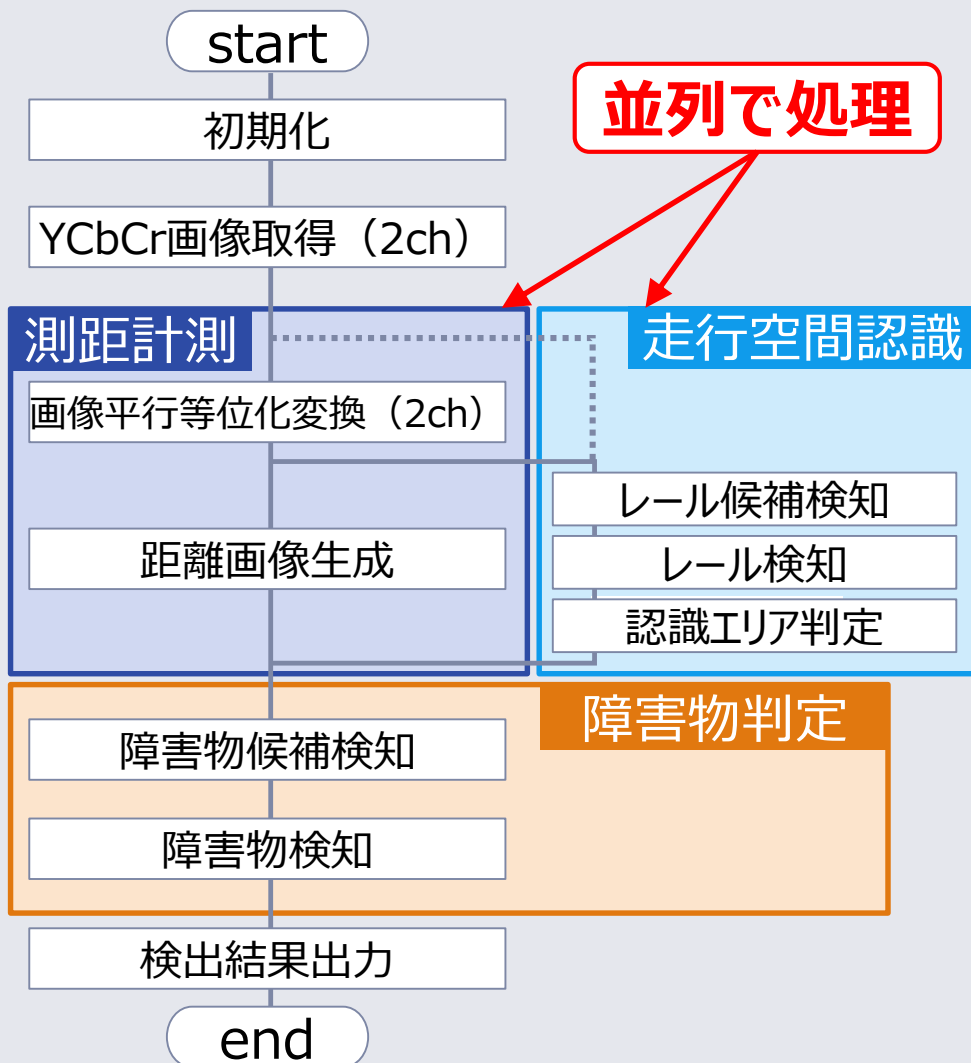 start
並列で処理
初期化
YCbCr画像取得（2ch）
測距計測
走行空間認識
画像平行等位化変換（2ch）
レール候補検知
距離画像生成
レール検知
認識エリア判定
障害物判定
障害物候補検知
障害物検知
検出結果出力
end